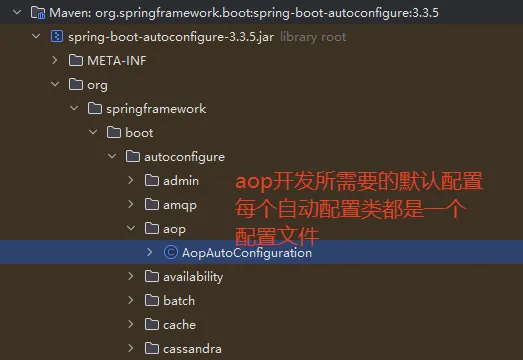 Maven: org.springframework.boot:spring-boot-autoconfigure:3.3.5
spring-boot-autoconfigure-3.3.5.jar library root
META-INF
org
springframework
boot
autoconfigure
admin
aop开发所需要的默认配置
amqp
每个自动配置类都是一个
aop
配置文件
AopAutoConfiguration
availability
batch
cache
cassandra